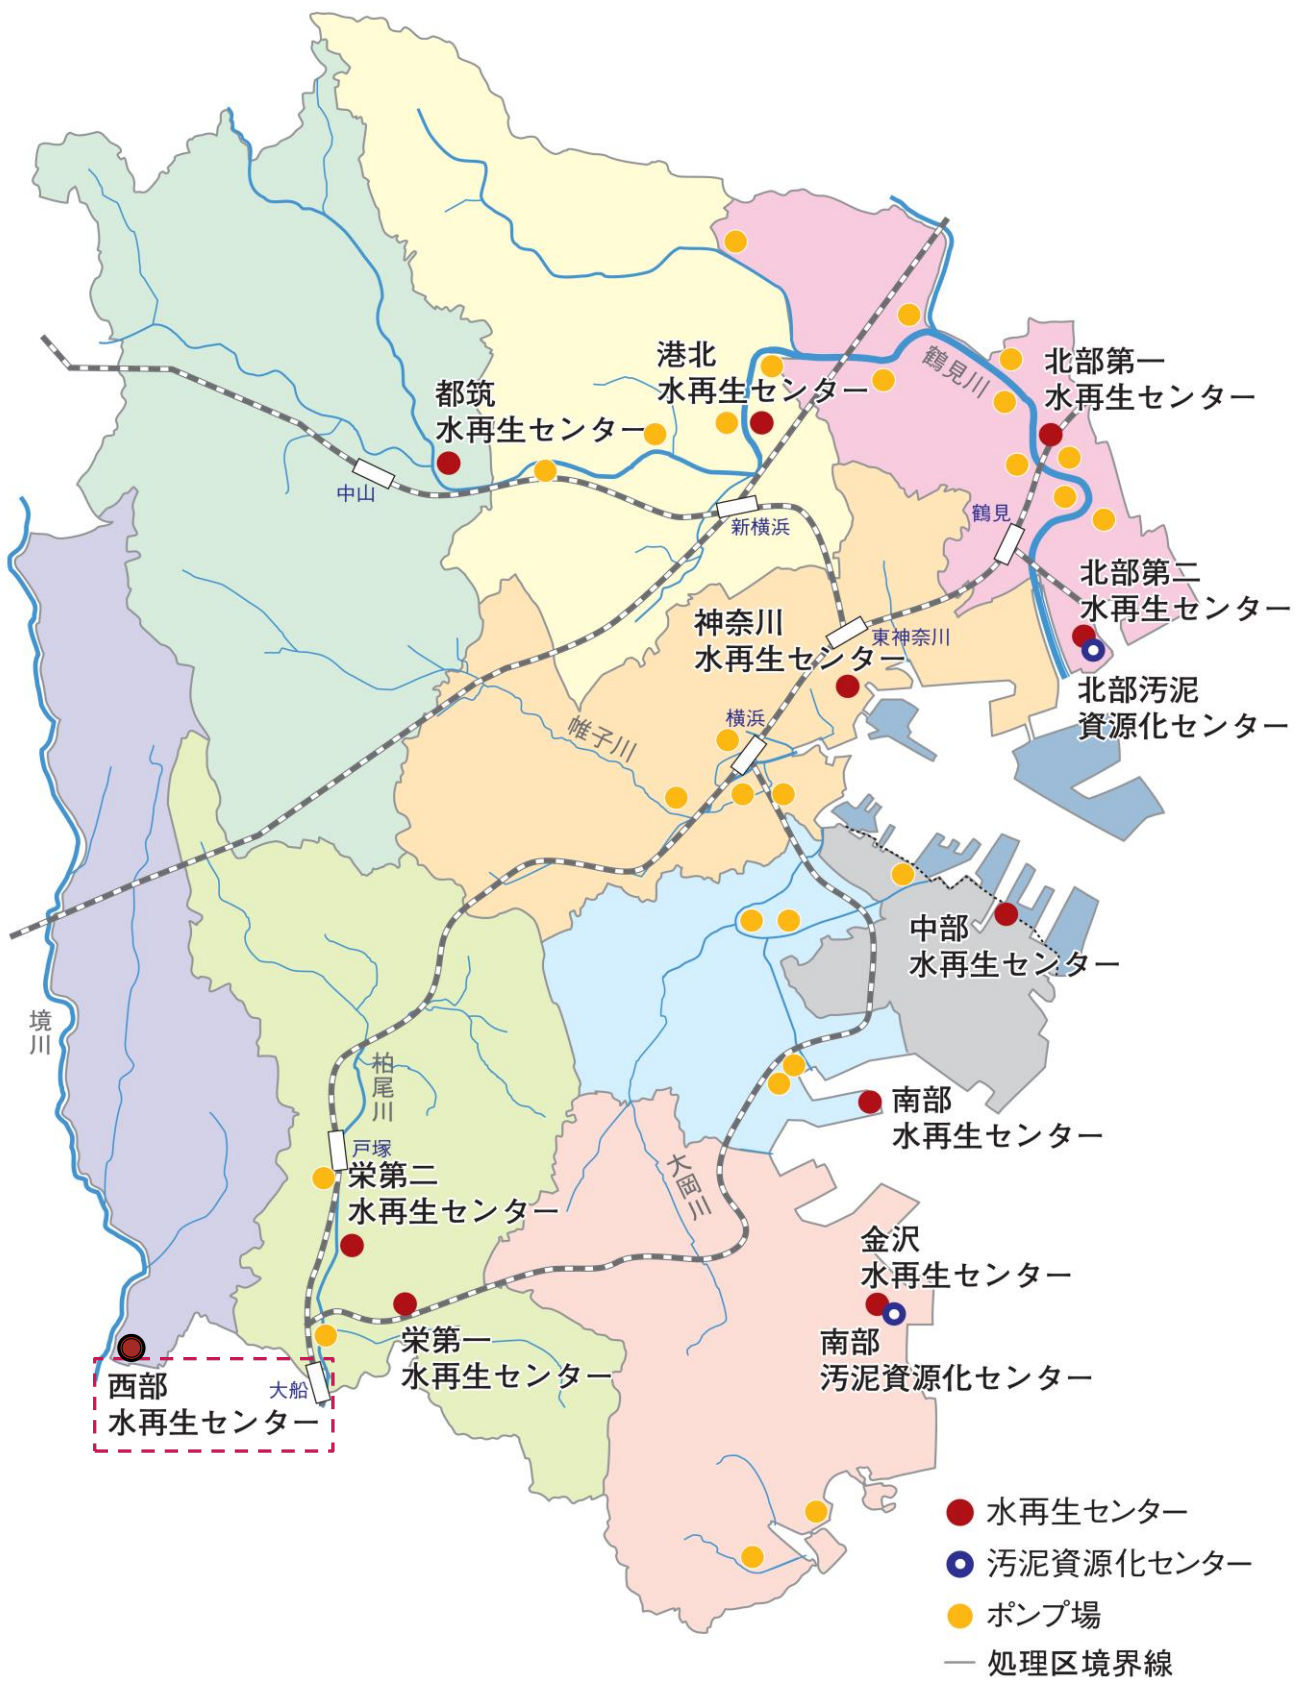 港北
水再生センター
鶴見川
北部第一
水再生センター
都筑
水再生センター
中山
新横浜
鶴見
北部第二
水再生センター
神奈川
水再生センター
東神奈川
北部汚泥
資源化センター
横浜
帷子川
中部
水再生センター
境川
柏尾川
南部
水再生センター
戸塚
栄第二
水再生センター
大岡川
金沢
水再生センター
南部
汚泥資源化センター
栄第一
水再生センター
大船
西部
水再生センター
水再生センター
汚泥資源化センター
ポンプ場
処理区境界線